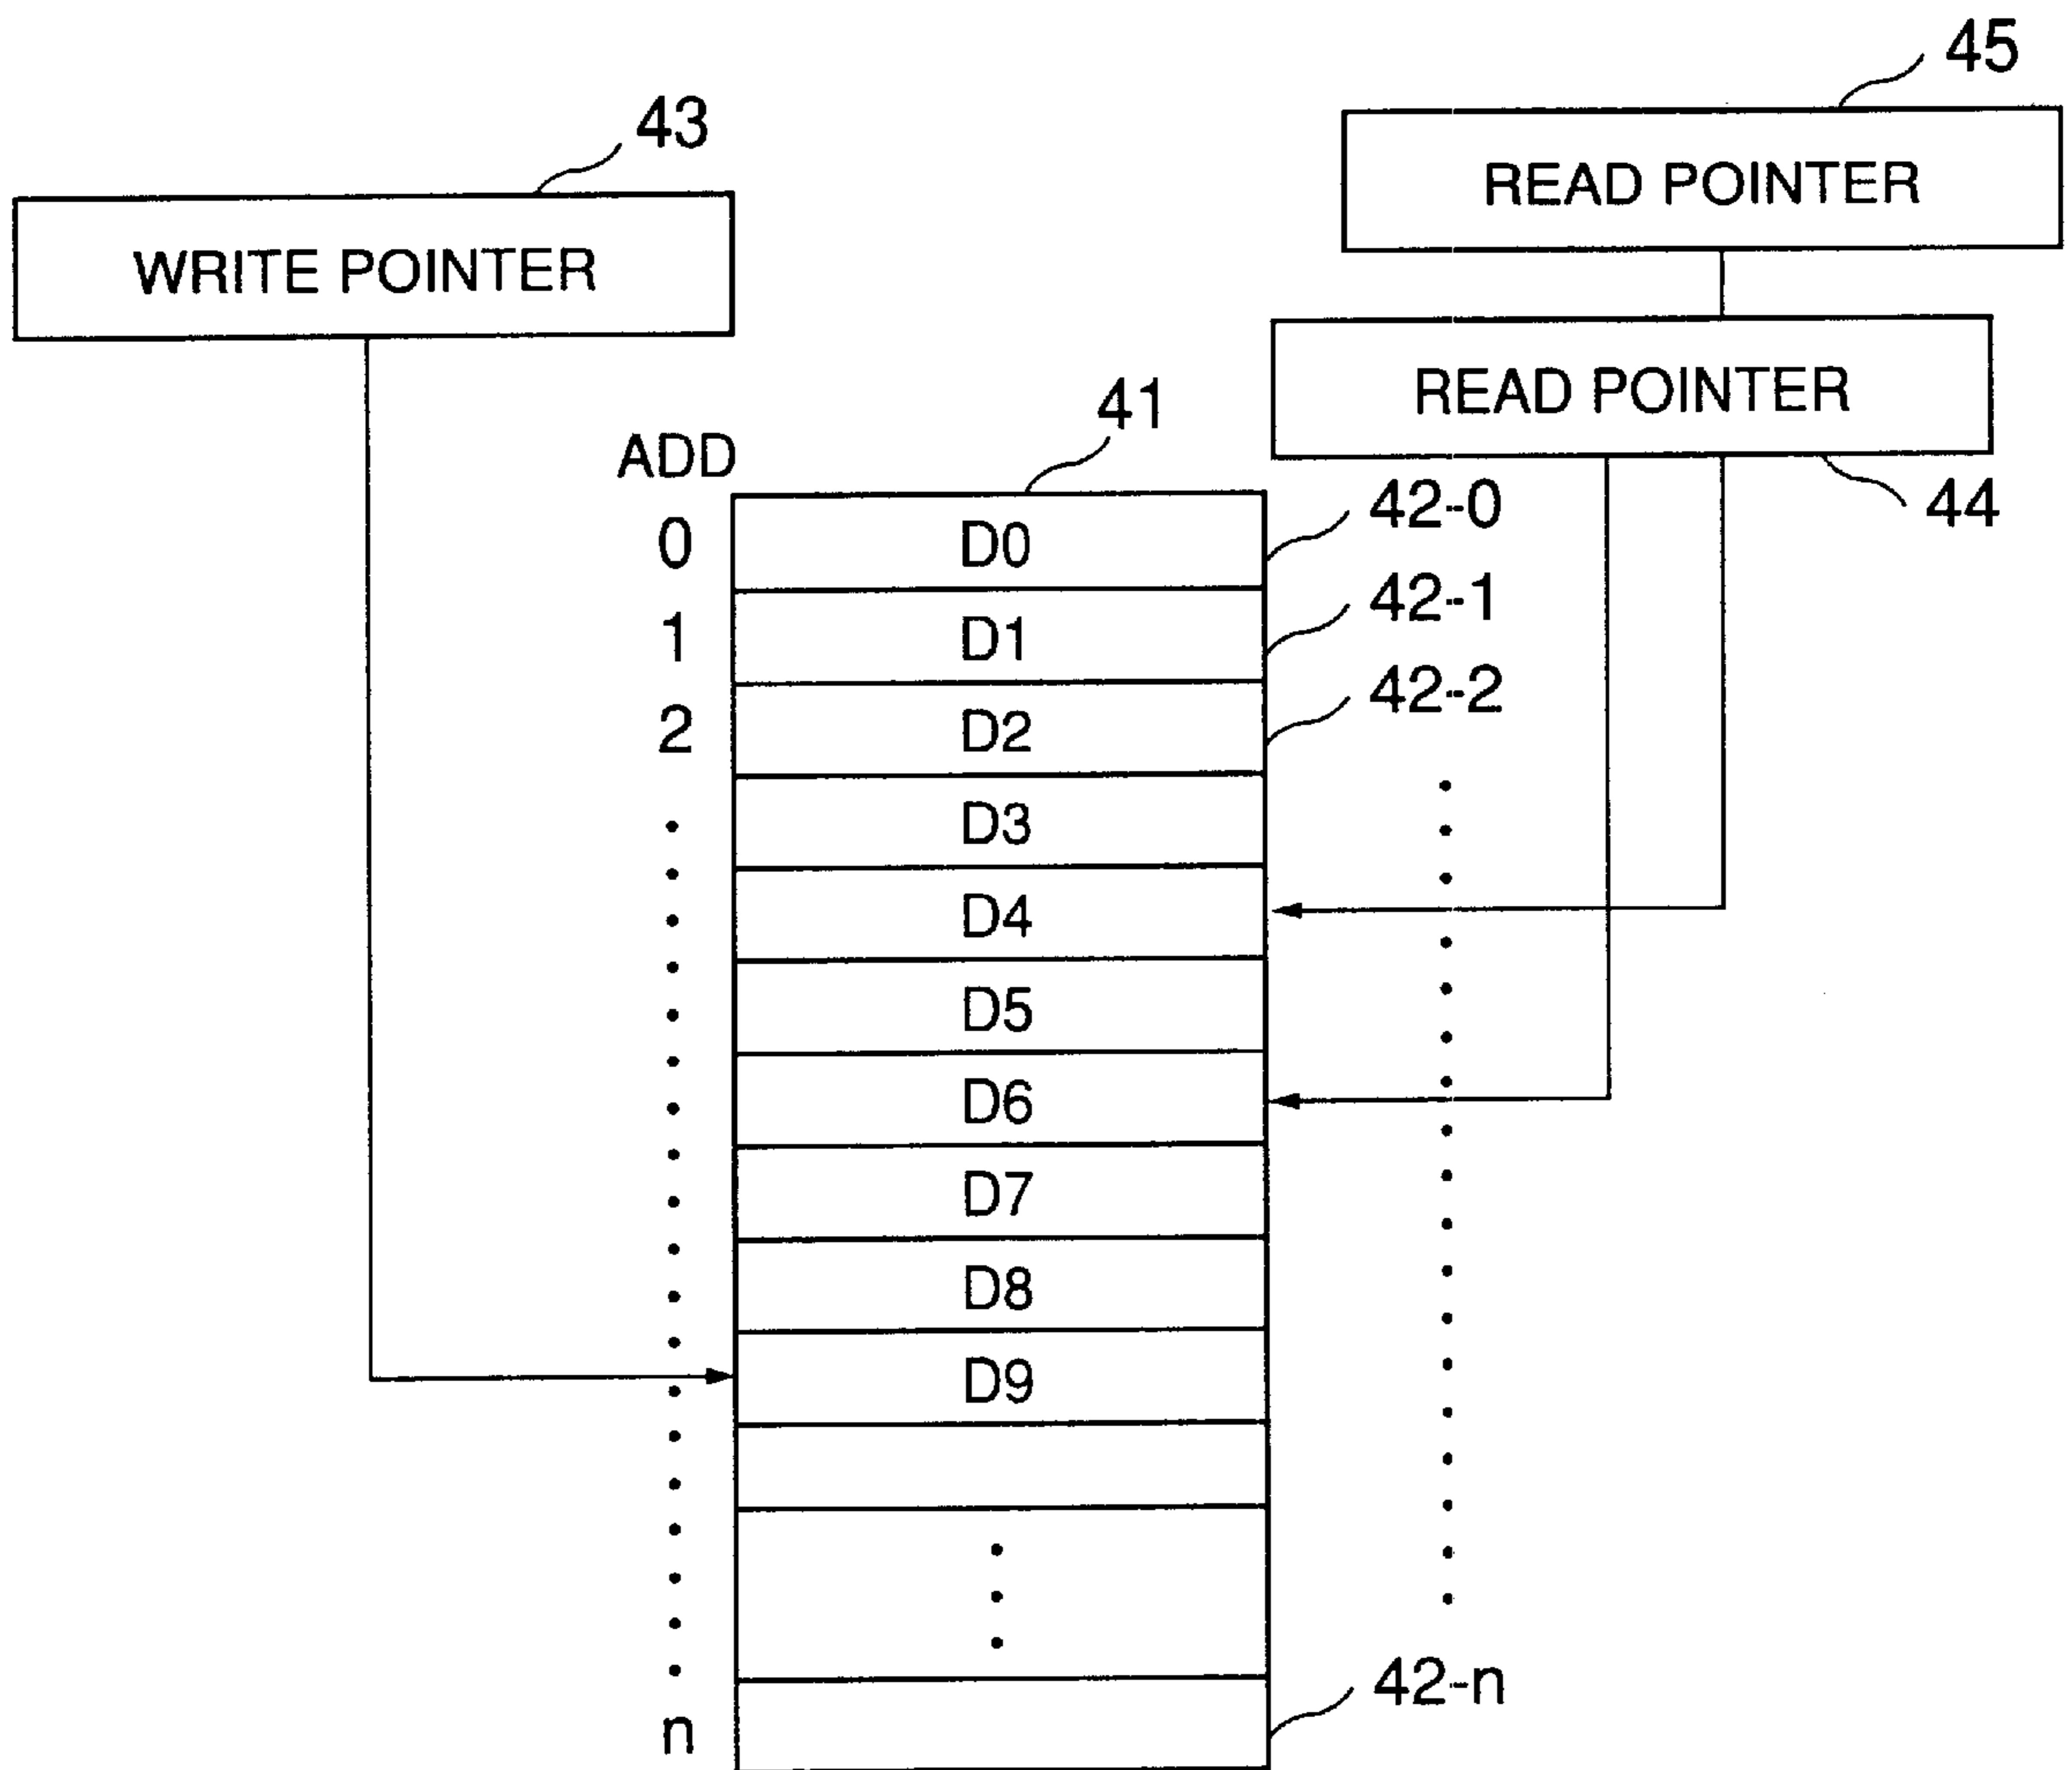 45
43
READ POINTER
WRITE POINTER
READ POINTER
41
ADD
44
42-0
0 D0
42-1
1 D1
42-2
2 D2
D3
D4
D5
D6
D7
D8
D9
42-n
n